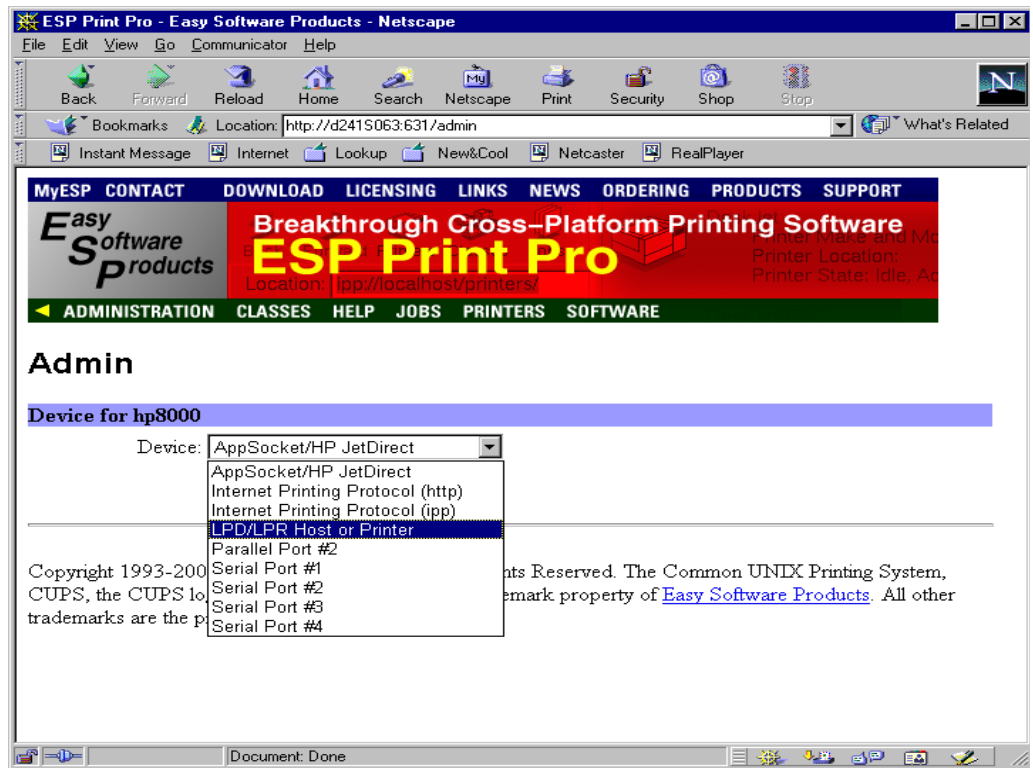 ESP Print Pro - Easy Software Products - Netscape
File Edit View Go Communicator Help
Back Forward Reload Home Search Netscape Print Security Shop Stop
My
N
Bookmarks Location: http://d241S063:631/admin What's Related
Instant Message Internet Lookup New&Cool Netcaster RealPlayer
MyESP CONTACT DOWNLOAD LICENSING LINKS NEWS ORDERING PRODUCTS SUPPORT
Easy Software Products
Breakthrough Cross-Platform Printing Software
ESP Print Pro
Printer Make and Mo
Printer Location:
Printer State: Idle, Ac
Location: ipp://localhost/printers/
ADMINISTRATION CLASSES HELP JOBS PRINTERS SOFTWARE
Admin
Device for hp8000
Device: AppSocket/HP JetDirect
AppSocket/HP JetDirect
Internet Printing Protocol (http)
Internet Printing Protocol (ipp)
LPD/LPR Host or Printer
Parallel Port #2
Serial Port #1
Serial Port #2
Serial Port #3
Serial Port #4
Copyright 1993-200 nts Reserved. The Common UNIX Printing System,
CUPS, the CUPS lo emark property of Easy Software Products. All other
trademarks are the p
Document: Done